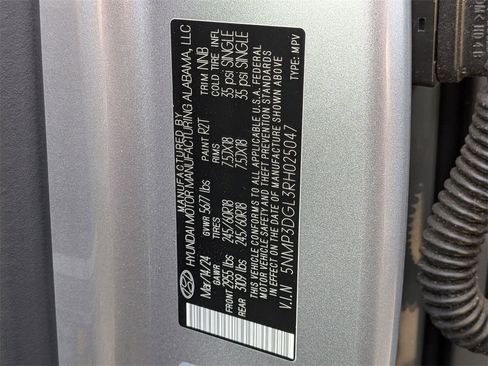 MANUFACTURED BY
HYUNDAI MOTOR MANUFACTURING ALABAMA, LLC
Mar/14/24 GVWR 5677 lbs PAINT R2T TRIM NNB
GAWR TIRES RIMS COLD TIRE INFL
FRONT 2953 lbs 245/60R18 7.5JX18 35 psi SINGLE
REAR 3109 lbs 245/60R18 7.5JX18 35 psi SINGLE
THIS VEHICLE CONFORMS TO ALL APPLICABLE U.S.A. FEDERAL
MOTOR VEHICLE SAFETY AND THEFT PREVENTION STANDARDS
IN EFFECT ON THE DATE OF MANUFACTURE SHOWN ABOVE
V.I.N 5NMP3DGL3RH025047 TYPE: MPV